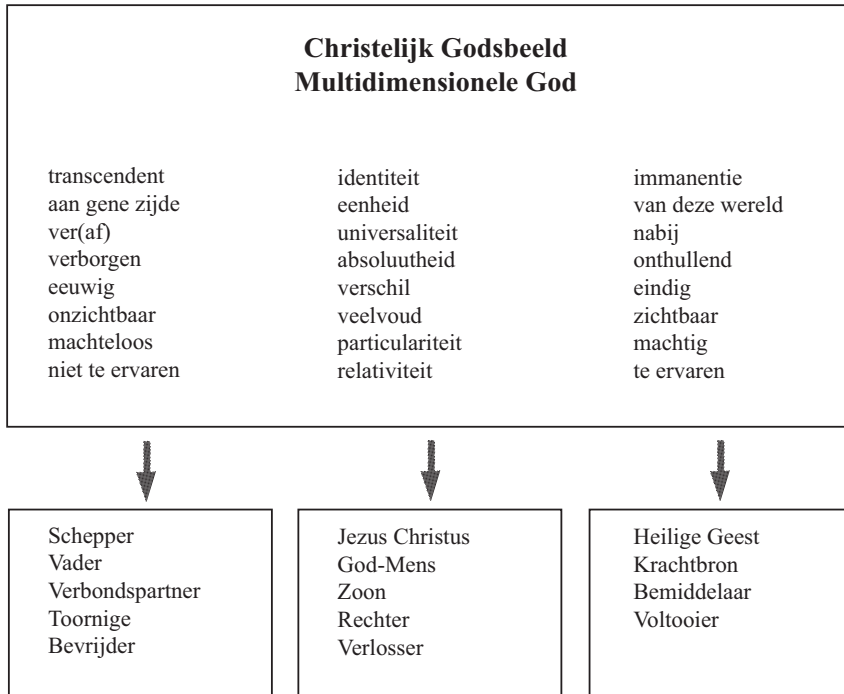 Christelijk Godsbeeld
Multidimensionele God
transcendent
aan gene zijde
ver(af)
verborgen
eeuwig
onzichtbaar
machteloos
niet te ervaren
identiteit
eenheid
universaliteit
absoluutheid
verschil
veelvoud
particulariteit
relativiteit
immanentie
van deze wereld
nabij
onthullend
eindig
zichtbaar
machtig
te ervaren
Schepper
Vader
Verbondspartner
Toornige
Bevrijder
Jezus Christus
God-Mens
Zoon
Rechter
Verlosser
Heilige Geest
Krachtbron
Bemiddelaar
Voltooier